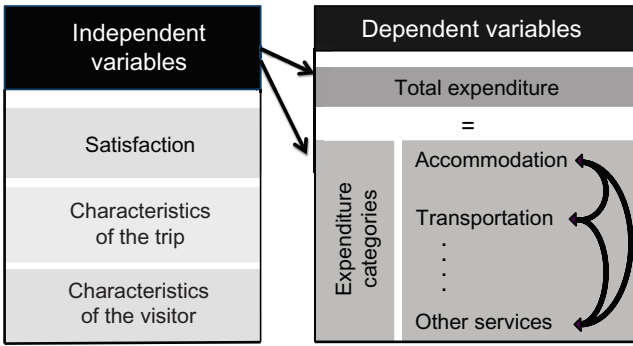 Independent
variables
Satisfaction
Characteristics
of the trip
Characteristics
of the visitor
Dependent variables
Total expenditure
=
Expenditure
categories
Accommodation
Transportation
.
.
.
.
Other services